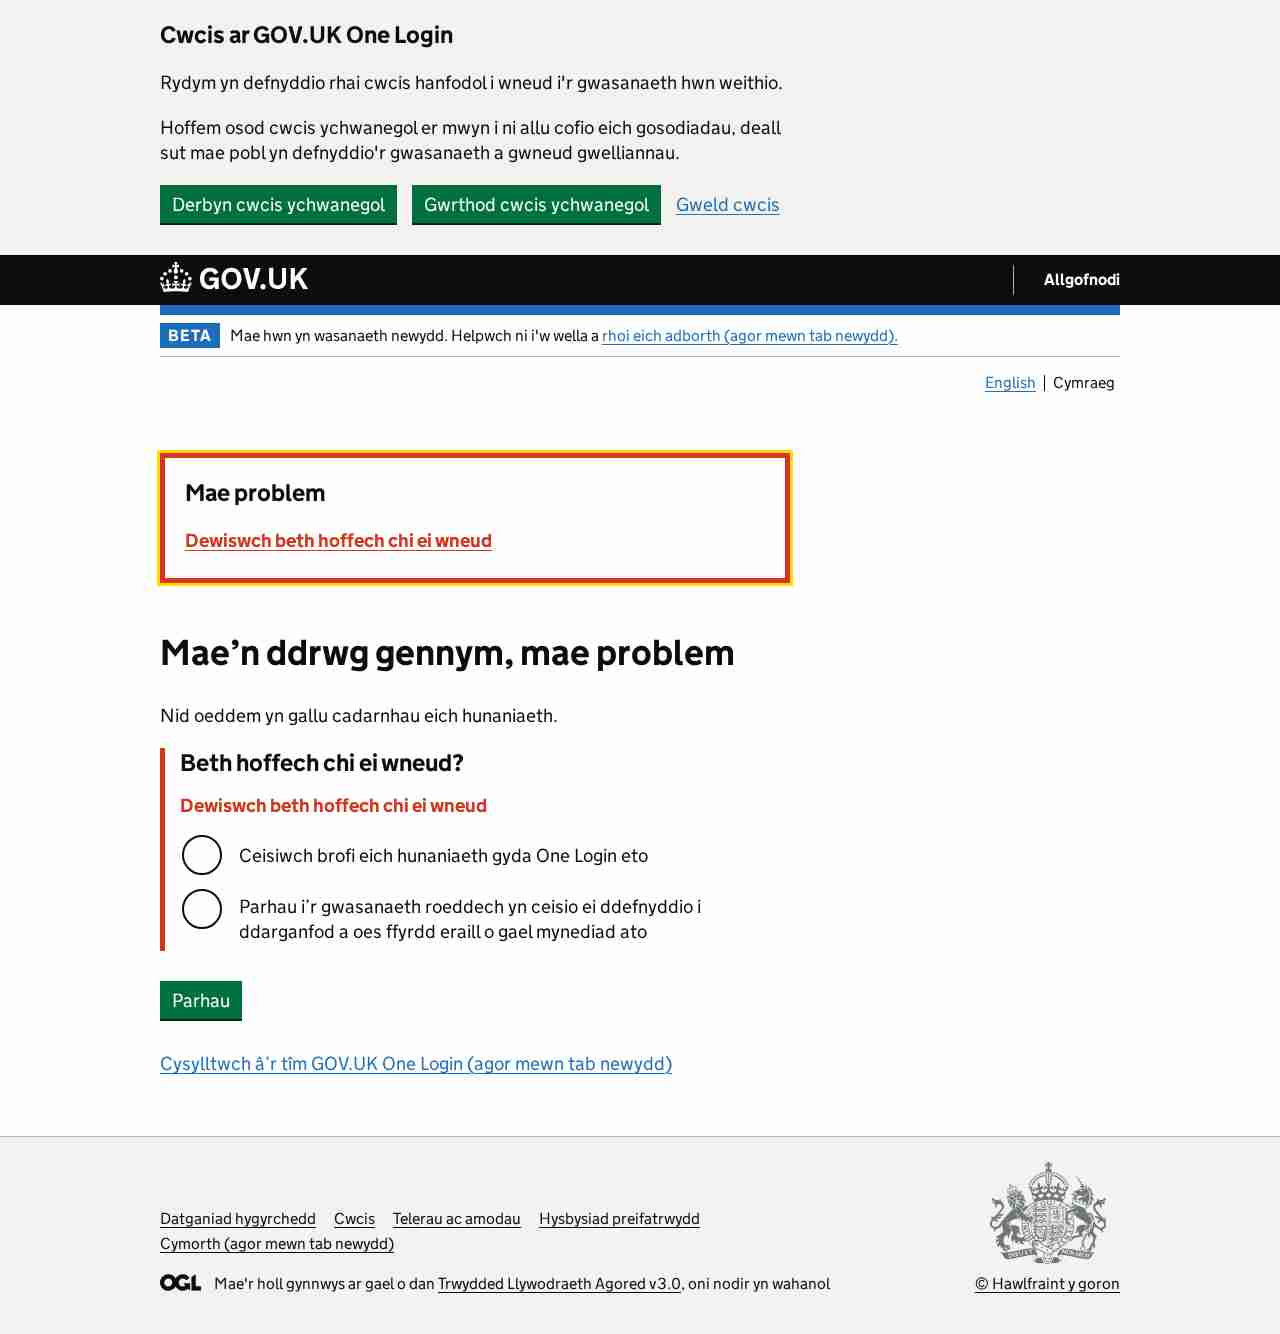 Cwcis ar GOV.UK One Login
Rydym yn defnyddio rhai cwcis hanfodol i wneud i'r gwasanaeth hwn weithio.
Hoffem osod cwcis ychwanegol er mwyn i ni allu cofio eich gosodiadau, deall
sut mae pobl yn defnyddio'r gwasanaeth a gwneud gwelliannau.
Derbyn cwcis ychwanegol Gwrthod cwcis ychwanegol Gweld cwcis
GOV.UK Allgofnodi
BETA Mae hwn yn wasanaeth newydd. Helpwch ni i'w wella a rhoi eich adborth (agor mewn tab newydd).
English Cymraeg
Mae problem
Dewiswch beth hoffech chi ei wneud
Mae’n ddrwg gennym, mae problem
Nid oeddem yn gallu cadarnhau eich hunaniaeth.
Beth hoffech chi ei wneud?
Dewiswch beth hoffech chi ei wneud
Ceisiwch brofi eich hunaniaeth gyda One Login eto
Parhau i’r gwasanaeth roeddech yn ceisio ei ddefnyddio i
ddarganfod a oes ffyrdd eraill o gael mynediad ato
Parhau
Cysylltwch â’r tîm GOV.UK One Login (agor mewn tab newydd)
Datganiad hygyrchedd Cwcis Telerau ac amodau Hysbysiad preifatrwydd
Cymorth (agor mewn tab newydd)
OGL Mae'r holl gynnwys ar gael o dan Trwydded Llywodraeth Agored v3.0, oni nodir yn wahanol
© Hawlfraint y goron